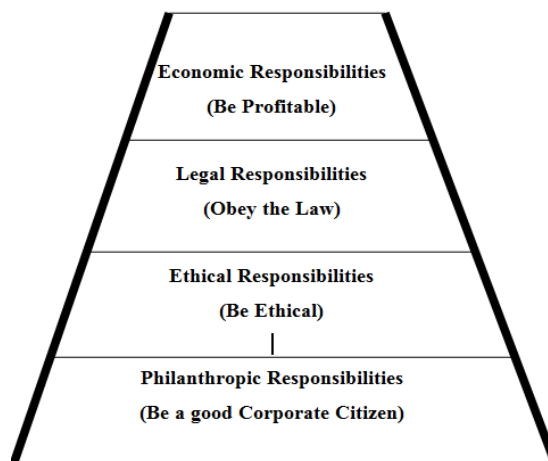 Economic Responsibilities
(Be Profitable)
Legal Responsibilities
(Obey the Law)
Ethical Responsibilities
(Be Ethical)
Philanthropic Responsibilities
(Be a good Corporate Citizen)